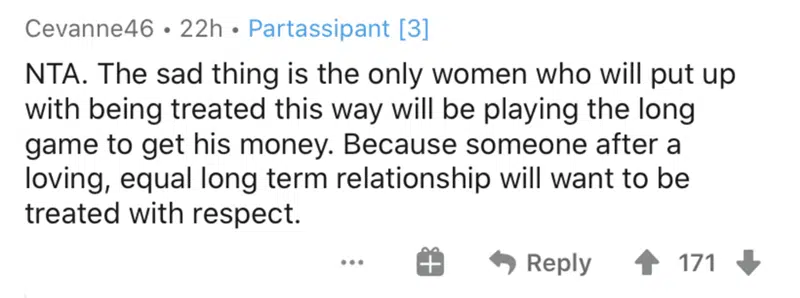 Cevanne46 • 22h • Partassipant [3]
NTA. The sad thing is the only women who will put up
with being treated this way will be playing the long
game to get his money. Because someone after a
loving, equal long term relationship will want to be
treated with respect.
... Reply 171